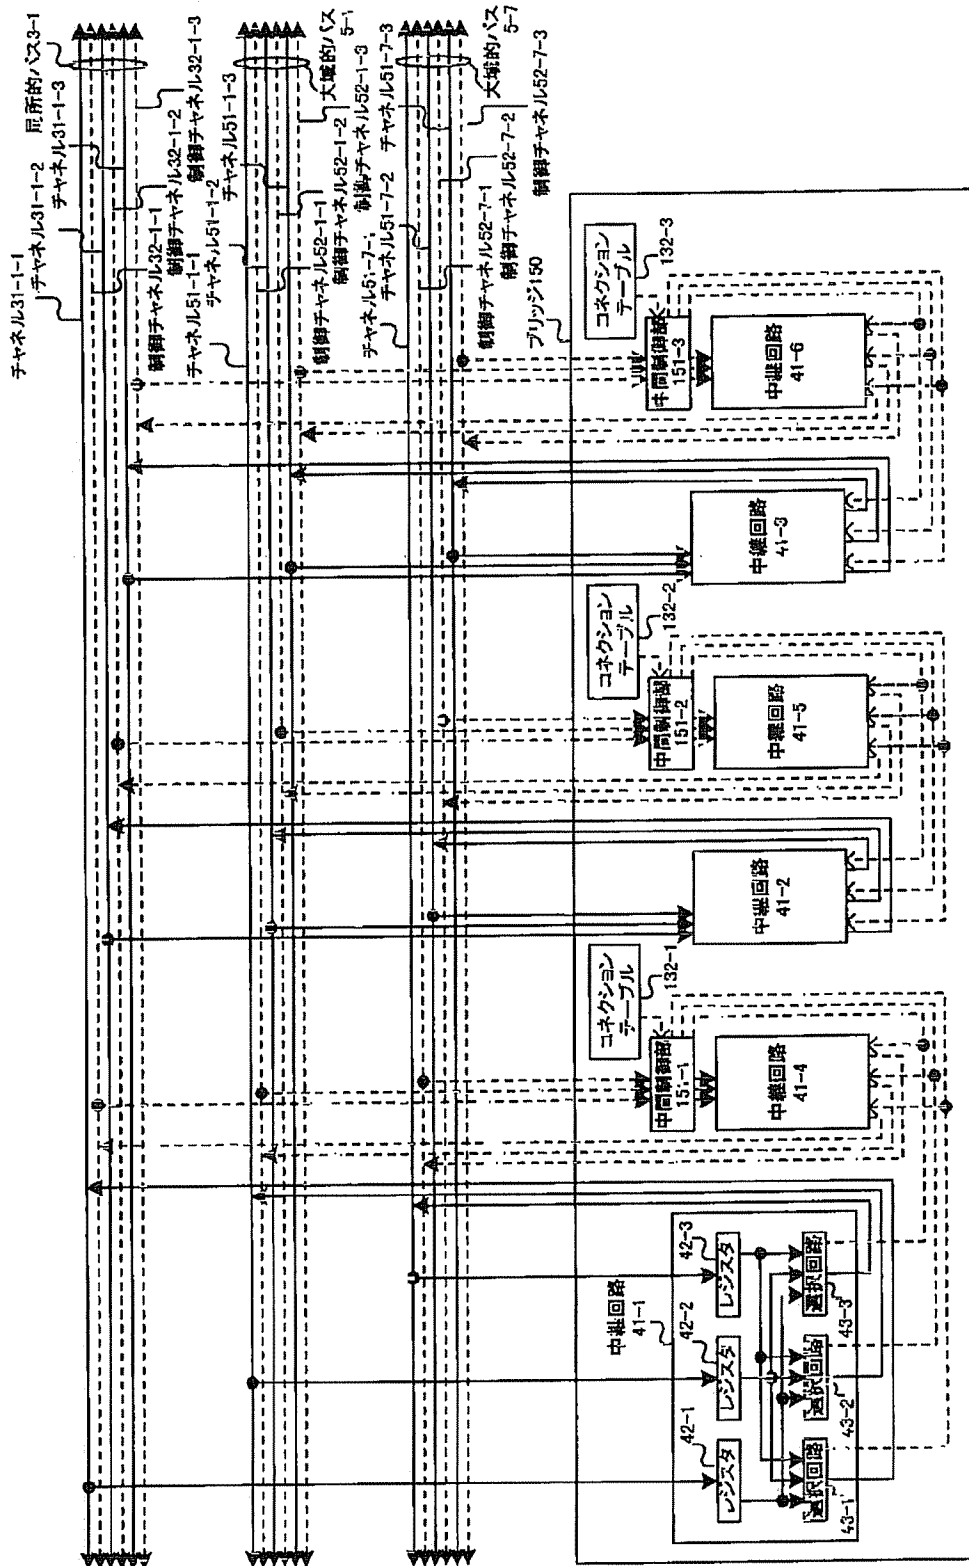 チャネル31-1-1
チャネル31-1-2
チャネル31-1-3
局所的バス3-1
制御チャネル32-1-1
制御チャネル32-1-2
制御チャネル32-1-3
チャネル51-1-1
チャネル51-1-2
チャネル51-1-3
大域的バス
制御チャネル52-1-1
制御チャネル52-1-2
制御チャネル52-1-3
チャネル51-7-2
チャネル51-7-3
大域的バス
5-7
制御チャネル52-7-1
制御チャネル52-7-2
制御チャネル52-7-3
ブリッジ150
コネクション
テーブル
132-3
中間制御部
151-3
中継回路
41-6
中継回路
41-3
コネクション
テーブル
132-2
中間制御部
151-2
中継回路
41-5
中継回路
41-2
コネクション
テーブル
132-1
中間制御部
中継回路
41-4
中継回路
41-1
42-1
レジスタ
42-2
レジスタ
42-3
レジスタ
選択回路
43-1
選択回路
43-2
選択回路
43-3